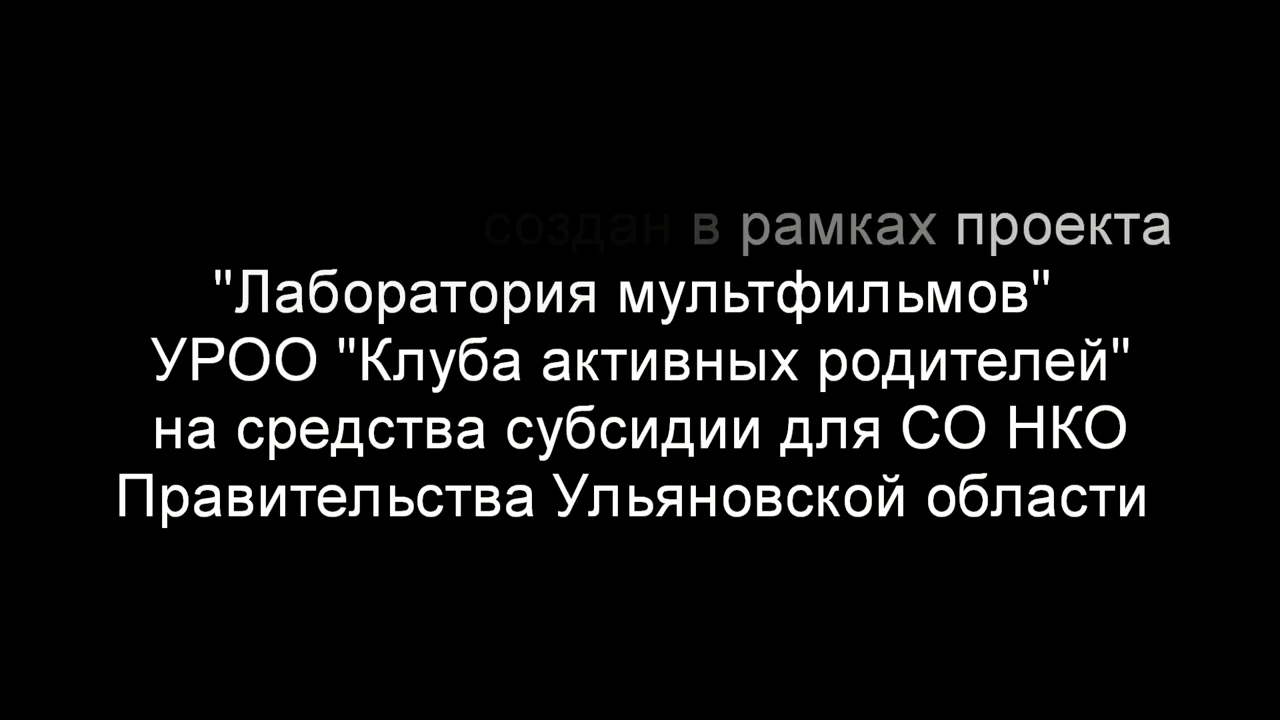 создан в рамках проекта
"Лаборатория мультфильмов"
УРОО "Клуба активных родителей"
на средства субсидии для СО НКО
Правительства Ульяновской области